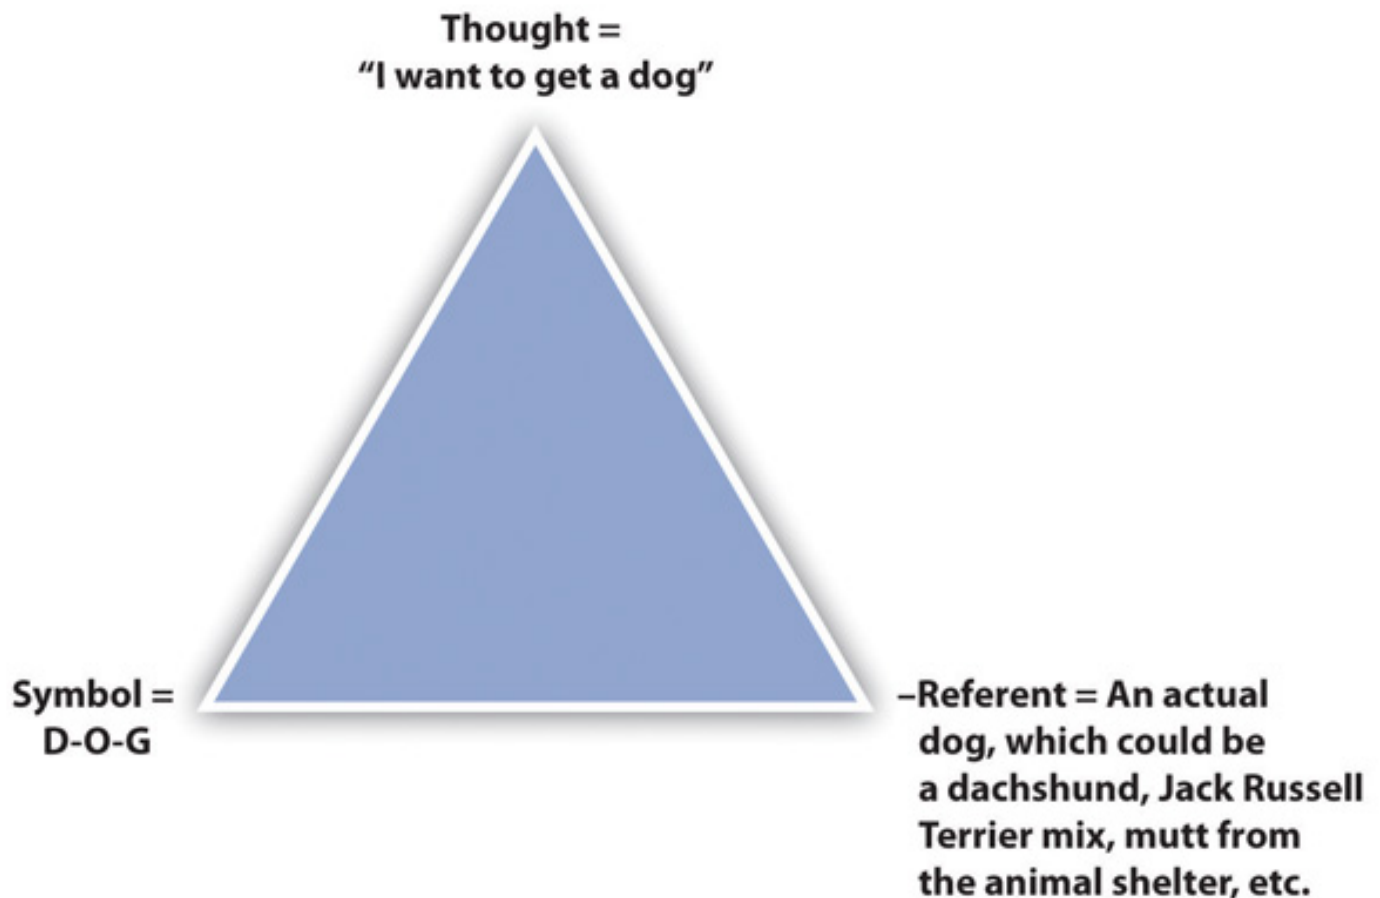 Thought =
“I want to get a dog”
Symbol =
D-O-G
–Referent = An actual
dog, which could be
a dachshund, Jack Russell
Terrier mix, mutt from
the animal shelter, etc.